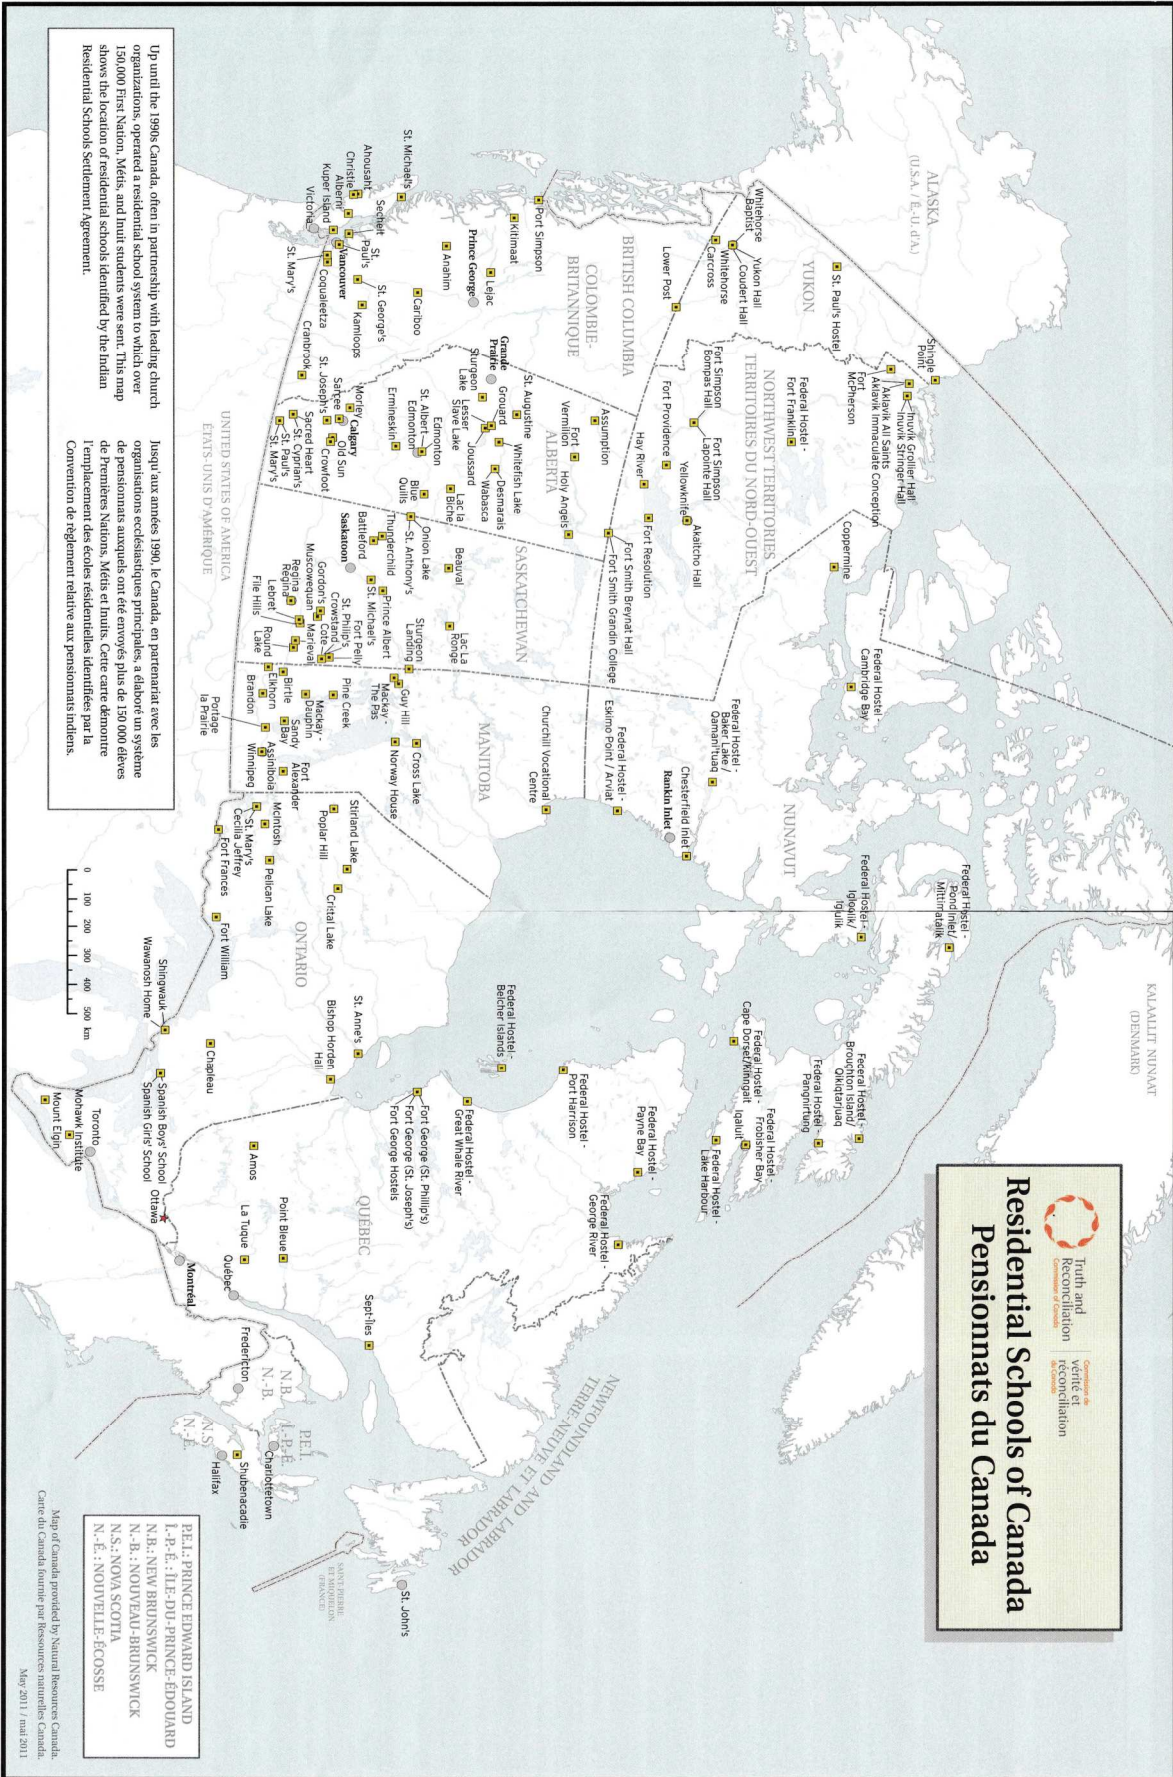 Residential Schools of Canada
Pensionnats du Canada
Truth and
Reconciliation
Commission of Canada
Commission de
vérité et
réconciliation
du Canada
KALAALLIT NUNAAT
(DENMARK)
ALASKA
(U.S.A. / É.-U. d'A.)
YUKON
NORTHWEST TERRITORIES
TERRITOIRES DU NORD-OUEST
NUNAVUT
BRITISH COLUMBIA
COLOMBIE-
BRITANNIQUE
ALBERTA
SASKATCHEWAN
MANITOBA
ONTARIO
QUÉBEC
NEWFOUNDLAND AND LABRADOR
TERRE-NEUVE ET LABRADOR
N.B.
N.-B.
P.E.I.
Î.-P.-É.
N.S.
N.-É.
SAINT-PIERRE
ET MIQUELON
(FRANCE)
UNITED STATES OF AMERICA
ÉTATS-UNIS D'AMÉRIQUE
Shingle
Point
Inuvik Grollier Hall
Inuvik Stringer Hall
Aklavik Immaculate Conception
Aklavik All Saints
Fort
McPherson
St. Paul's Hostel
Federal Hostel -
Fort Franklin
Coppermine
Federal Hostel -
Cambridge Bay
Federal Hostel -
Pond Inlet/
Mittimatalik
Federal Hostel -
Igloolik/
Iglulik
Federal Hostel -
Brouchton Island/
Qikiqtarjuaq
Federal Hostel -
Pangnirtung
Federal Hostel -
Cape Dorset/Kinngait
Federal Hostel -
Frobisher Bay
Iqaluit
Federal Hostel -
Lake Harbour
Yukon Hall
Coudert Hall
Whitehorse
Baptist
Whitehorse
Carcross
Lower Post
Fort Simpson
Bompas Hall
Fort Simpson
Lapointe Hall
Fort Providence
Yellowknife
Akaitcho Hall
Hay River
Fort Resolution
Fort Smith Breynat Hall
Fort Smith Grandin College
Federal Hostel -
Baker Lake /
Qamani'tuaq
Chesterfield Inlet
Rankin Inlet
Federal Hostel -
Eskimo Point / Arviat
Churchill Vocational
Centre
Federal Hostel -
Payne Bay
Federal Hostel -
George River
Federal Hostel -
Port Harrison
Federal Hostel -
Belcher Islands
Federal Hostel -
Great Whale River
Fort George (St. Phillip's)
Fort George (St. Joseph's)
Fort George Hostels
Port Simpson
Kitimaat
Lejac
Prince George
Anahim
Cariboo
St. Michael's
Ahousaht
Christie
Alberni
Kuper Island
Victoria
Sechelt
St.
Paul's
Vancouver
Coqualeetza
St. Mary's
St. George's
Kamloops
Cranbrook
Assumption
Fort
Vermilion
Holy Angels
St. Augustine
Grande
Prairie
Sturgeon
Lake
Grouard
Lesser
Slave Lake
Joussard
Whitefish Lake
Desmarais
Wabasca
Lac la
Biche
Edmonton
St. Albert
Edmonton
Blue
Quills
Ermineskin
Morley
Calgary
Sarcee
Old Sun
St. Joseph's
Crowfoot
Sacred Heart
St. Cyprian's
St. Paul's
St. Mary's
Beauval
Lac La
Ronge
Onion Lake
St. Anthony's
Thunderchild
Battleford
Saskatoon
Prince Albert
St. Michael's
Sturgeon
Landing
Fort Pelly
St. Philip's
Cote
Crowstand
Gordon's
Muscowequan
Marieval
Regina
Regina
Lebret
File Hills
Round
Lake
Guy Hill
Mackay -
The Pas
Cross Lake
Norway House
Pine Creek
Mackay -
Dauphin
Birtle
Elkhorn
Brandon
Sandy
Bay
Portage
la Prairie
Assiniboia
Winnipeg
Fort
Alexander
Stirland Lake
Poplar Hill
Cristal Lake
McIntosh
Pelican Lake
St. Mary's
Cecilia Jeffrey
Fort Frances
Fort William
St. Anne's
Bishop Horden
Hall
Chapleau
Shingwauk
Wawanosh Home
Spanish Boys' School
Spanish Girls' School
Toronto
Mohawk Institute
Mount Elgin
Ottawa
Amos
Point Bleue
La Tuque
Montréal
Québec
Sept-Îles
Fredericton
Charlottetown
Shubenacadie
Halifax
St. John's
0 100 200 300 400 500 km
Up until the 1990s Canada, often in partnership with leading church
organizations, operated a residential school system to which over
150,000 First Nation, Métis, and Inuit students were sent. This map
shows the location of residential schools identified by the Indian
Residential Schools Settlement Agreement.
Jusqu'aux années 1990, le Canada, en partenariat avec les
organisations ecclésiastiques principales, a élaboré un système
de pensionnats auxquels ont été envoyés plus de 150 000 élèves
de Premières Nations, Métis et Inuits. Cette carte démontre
l'emplacement des écoles résidentielles identifiées par la
Convention de règlement relative aux pensionnats indiens.
P.E.I.: PRINCE EDWARD ISLAND
Î.-P.-É. : ÎLE-DU-PRINCE-ÉDOUARD
N.B.: NEW BRUNSWICK
N.-B. : NOUVEAU-BRUNSWICK
N.S.: NOVA SCOTIA
N.-É. : NOUVELLE-ÉCOSSE
Map of Canada provided by Natural Resources Canada.
Carte du Canada fournie par Ressources naturelles Canada.
May 2011 / mai 2011